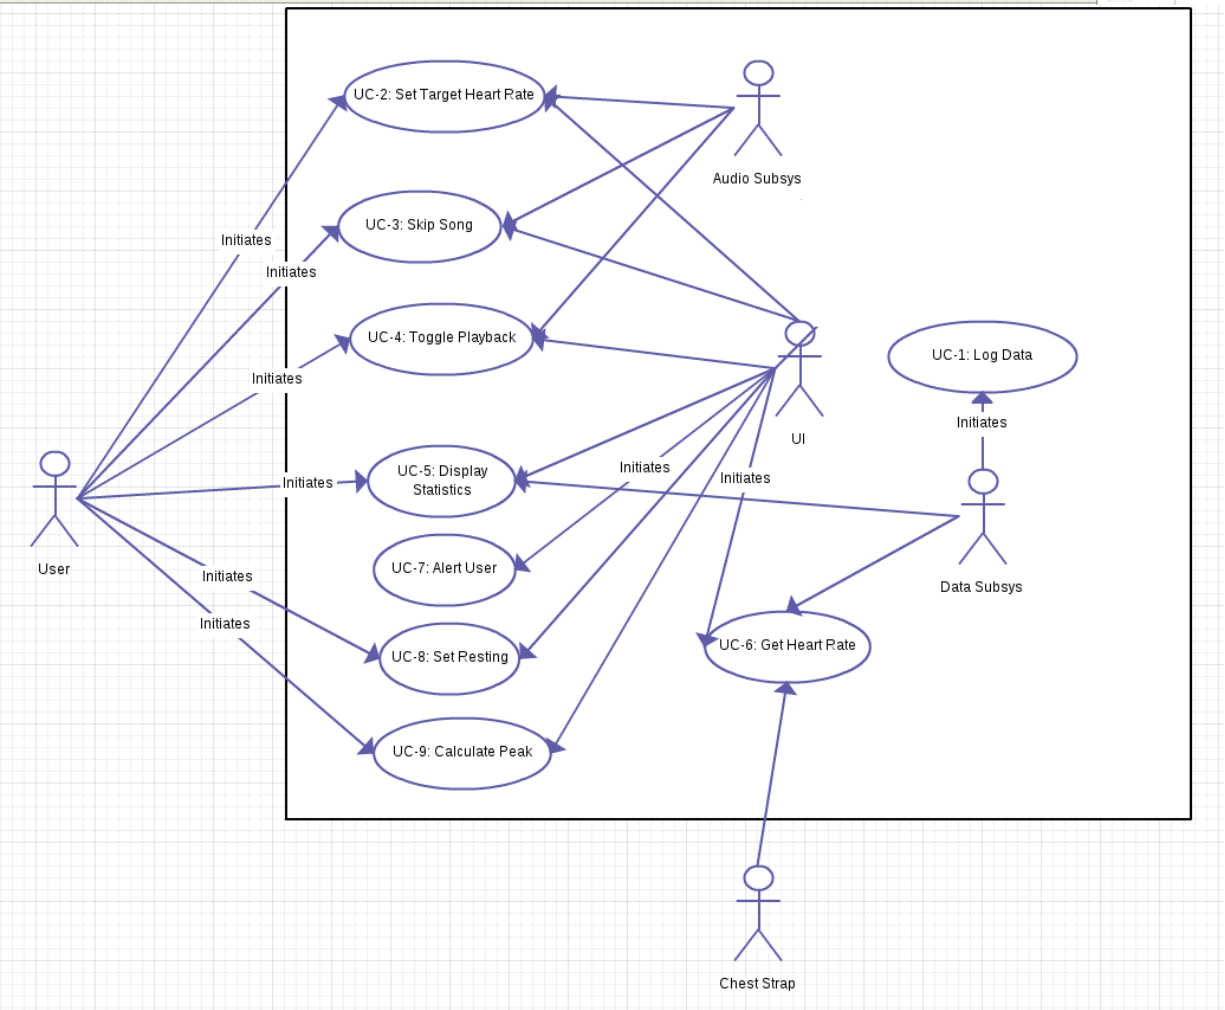 UC-2: Set Target Heart Rate
Audio Subsys
UC-3: Skip Song
Initiates
Initiates
UC-4: Toggle Playback
UC-1: Log Data
Initiates
Initiates
UI
UC-5: Display
Statistics
Initiates
Initiates
Initiates
User
UC-7: Alert User
Initiates
Data Subsys
Initiates
UC-8: Set Resting
UC-6: Get Heart Rate
UC-9: Calculate Peak
Chest Strap